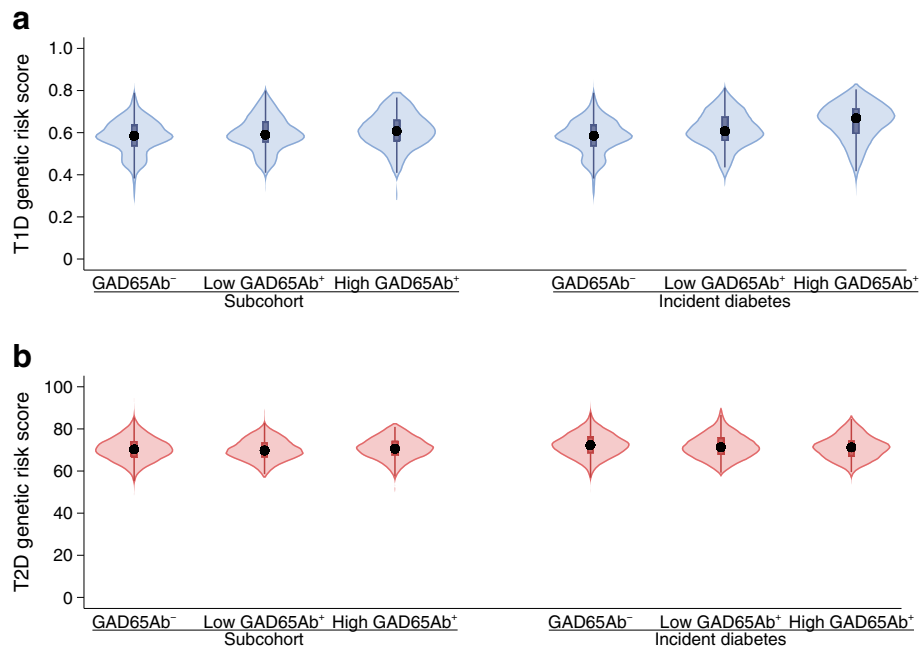 a
T1D genetic risk score
1.0
0.8
0.6
0.4
0.2
0
GAD65Ab⁻ Low GAD65Ab⁺ High GAD65Ab⁺ GAD65Ab⁻ Low GAD65Ab⁺ High GAD65Ab⁺
Subcohort Incident diabetes
b
T2D genetic risk score
100
80
60
40
20
0
GAD65Ab⁻ Low GAD65Ab⁺ High GAD65Ab⁺ GAD65Ab⁻ Low GAD65Ab⁺ High GAD65Ab⁺
Subcohort Incident diabetes